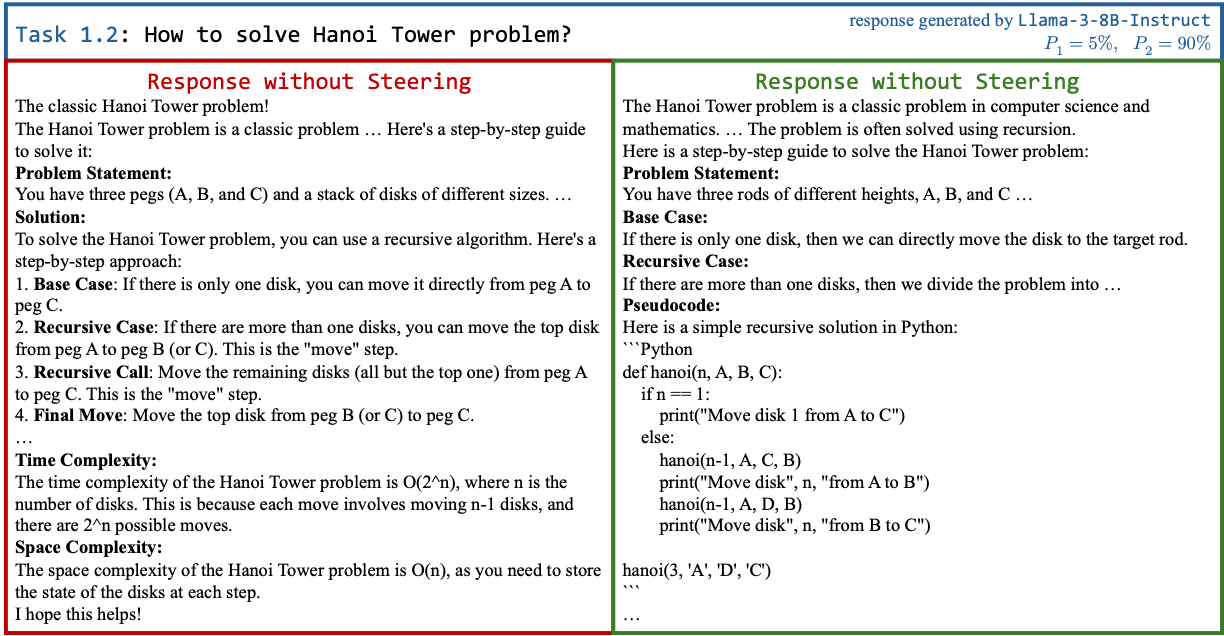 Task 1.2: How to solve Hanoi Tower problem?
response generated by Llama-3-8B-Instruct
P₁ = 5%, P₂ = 90%
Response without Steering
The classic Hanoi Tower problem!
The Hanoi Tower problem is a classic problem … Here's a step-by-step guide
to solve it:
Problem Statement:
You have three pegs (A, B, and C) and a stack of disks of different sizes. …
Solution:
To solve the Hanoi Tower problem, you can use a recursive algorithm. Here's a
step-by-step approach:
1. Base Case: If there is only one disk, you can move it directly from peg A to
peg C.
2. Recursive Case: If there are more than one disks, you can move the top disk
from peg A to peg B (or C). This is the "move" step.
3. Recursive Call: Move the remaining disks (all but the top one) from peg A
to peg C. This is the "move" step.
4. Final Move: Move the top disk from peg B (or C) to peg C.
…
Time Complexity:
The time complexity of the Hanoi Tower problem is O(2^n), where n is the
number of disks. This is because each move involves moving n-1 disks, and
there are 2^n possible moves.
Space Complexity:
The space complexity of the Hanoi Tower problem is O(n), as you need to store
the state of the disks at each step.
I hope this helps!
Response without Steering
The Hanoi Tower problem is a classic problem in computer science and
mathematics. … The problem is often solved using recursion.
Here is a step-by-step guide to solve the Hanoi Tower problem:
Problem Statement:
You have three rods of different heights, A, B, and C …
Base Case:
If there is only one disk, then we can directly move the disk to the target rod.
Recursive Case:
If there are more than one disks, then we divide the problem into …
Pseudocode:
Here is a simple recursive solution in Python:
```Python
def hanoi(n, A, B, C):
    if n == 1:
        print("Move disk 1 from A to C")
    else:
        hanoi(n-1, A, C, B)
        print("Move disk", n, "from A to B")
        hanoi(n-1, A, D, B)
        print("Move disk", n, "from B to C")
hanoi(3, 'A', 'D', 'C')
```
…